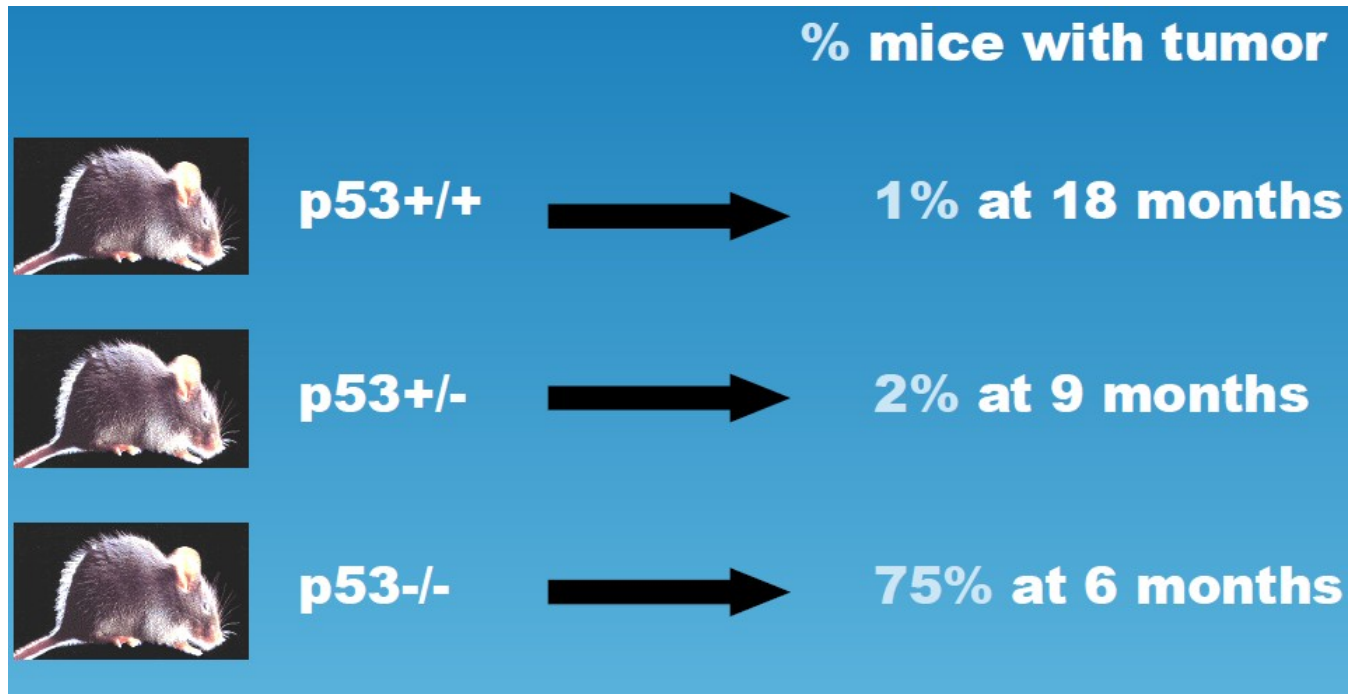 % mice with tumor
p53+/+ 1% at 18 months
p53+/- 2% at 9 months
p53-/- 75% at 6 months